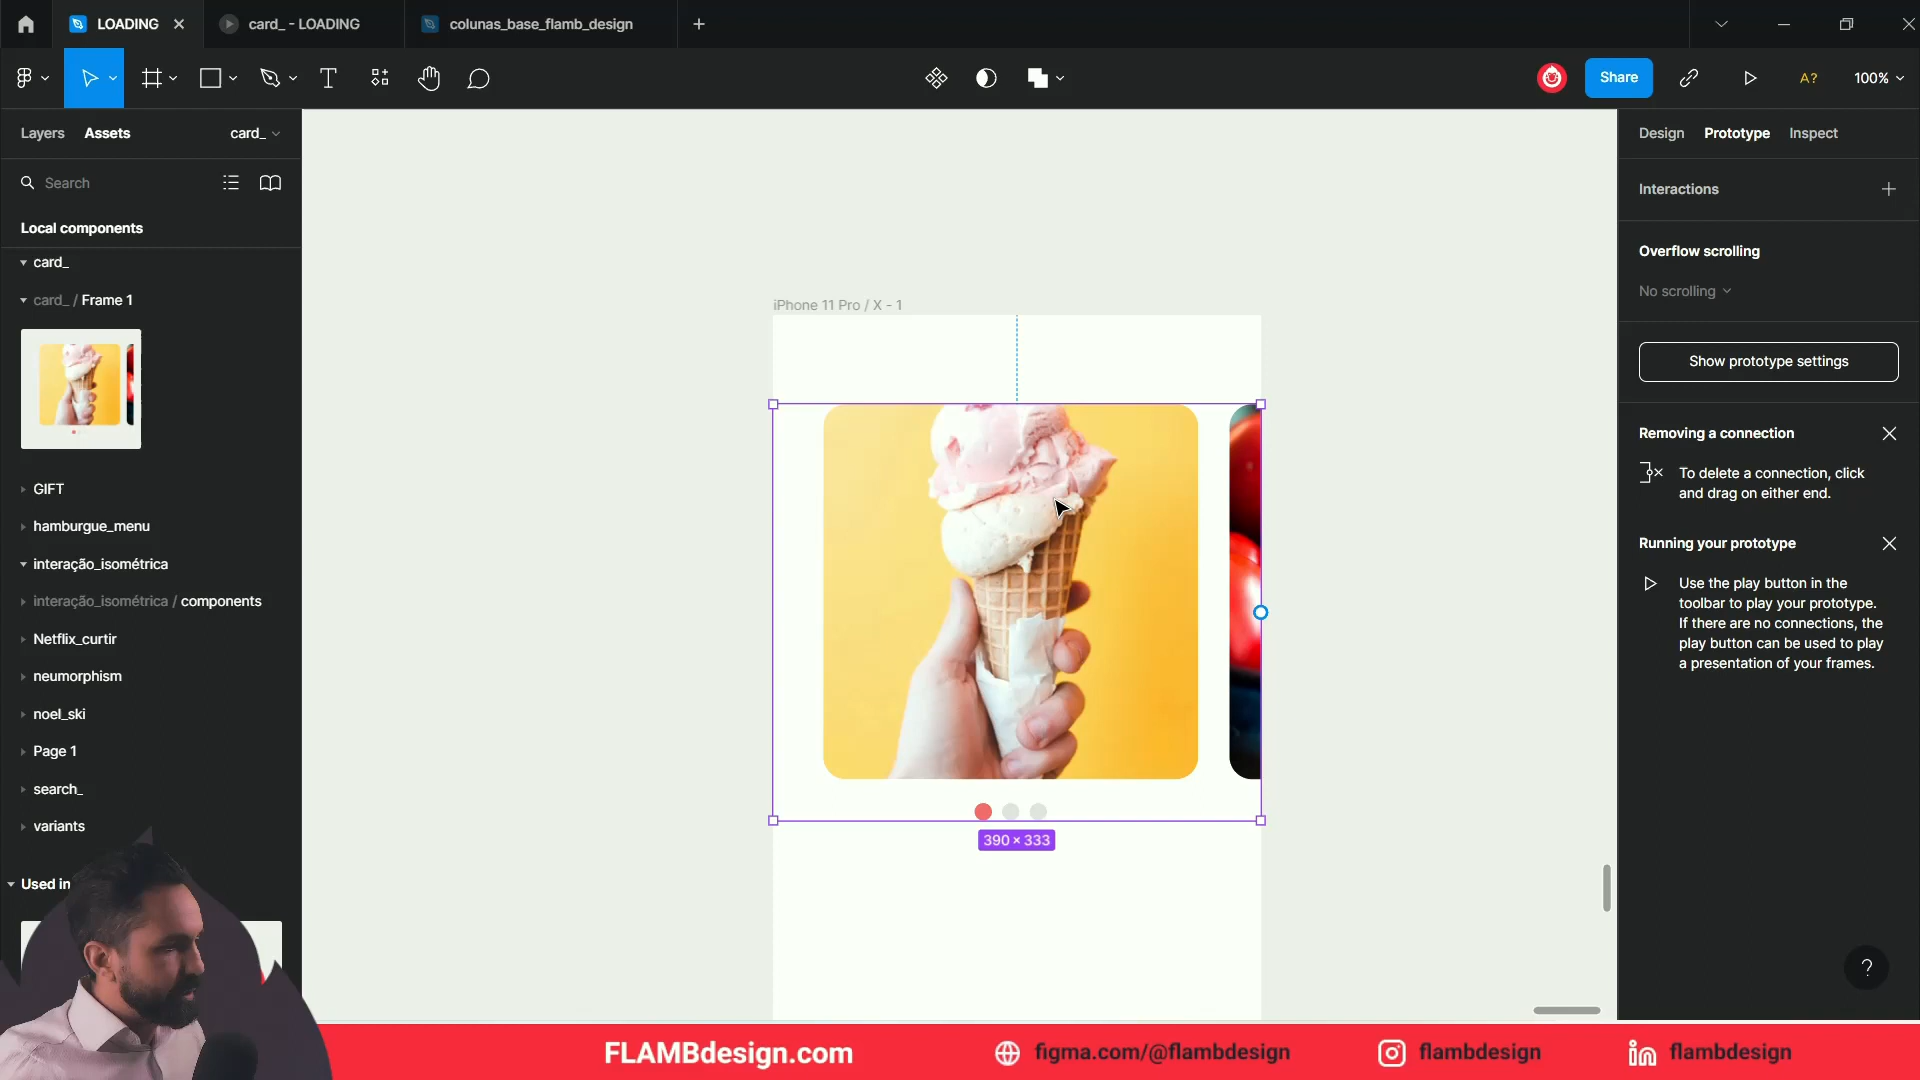 LOADING
card_ - LOADING
colunas_base_flamb_design
T
Share
A?
100%
Layers
Assets
card_
Search
Local components
card_
card_ / Frame 1
GIFT
hamburgue_menu
interação_isométrica
interação_isométrica / components
Netflix_curtir
neumorphism
noel_ski
Page 1
search_
variants
Used in
iPhone 11 Pro / X - 1
390 × 333
Design
Prototype
Inspect
Interactions
Overflow scrolling
No scrolling
Show prototype settings
Removing a connection
To delete a connection, click
and drag on either end.
Running your prototype
Use the play button in the
toolbar to play your prototype.
If there are no connections, the
play button can be used to play
a presentation of your frames.
?
FLAMBdesign.com
figma.com/@flambdesign
flambdesign
in
flambdesign